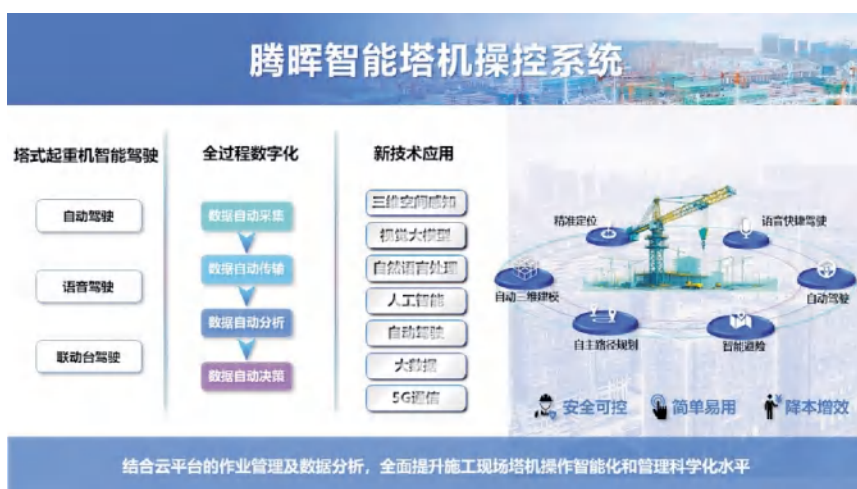 腾晖智能塔机操控系统
塔式起重机智能驾驶
自动驾驶
语音驾驶
联动台驾驶
全过程数字化
数据自动采集
数据自动传输
数据自动分析
数据自动决策
新技术应用
三维空间感知
视觉大模型
自然语言处理
人工智能
自动驾驶
大数据
5G通信
精准定位
语言快捷驾驶
自动三维建模
自动驾驶
自主路径规划
智能避险
安全可控
简单易用
降本增效
结合云平台的作业管理及数据分析，全面提升施工现场塔机操作智能化和管理科学化水平